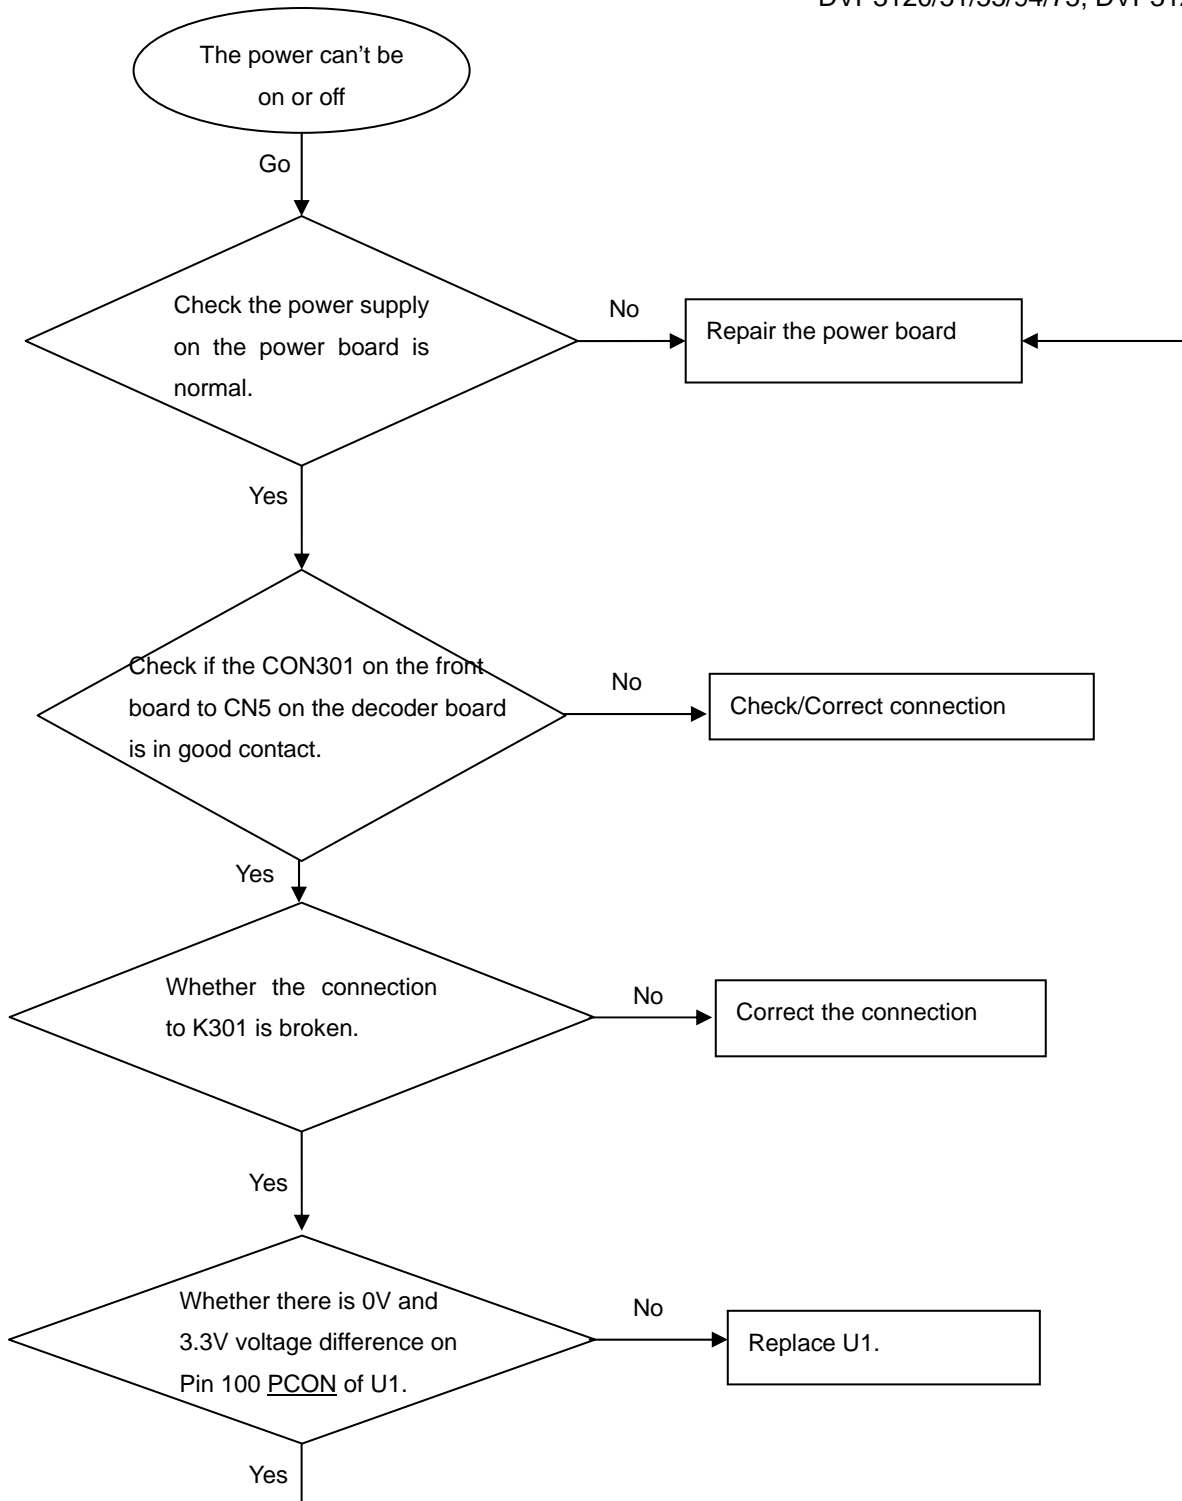 The power can't be
on or off
Go
Check the power supply
on the power board is
normal.
No
Repair the power board
Yes
Check if the CON301 on the front
board to CN5 on the decoder board
is in good contact.
No
Check/Correct connection
Yes
Whether the connection
to K301 is broken.
No
Correct the connection
Yes
Whether there is 0V and
3.3V voltage difference on
Pin 100 PCON of U1.
No
Replace U1.
Yes